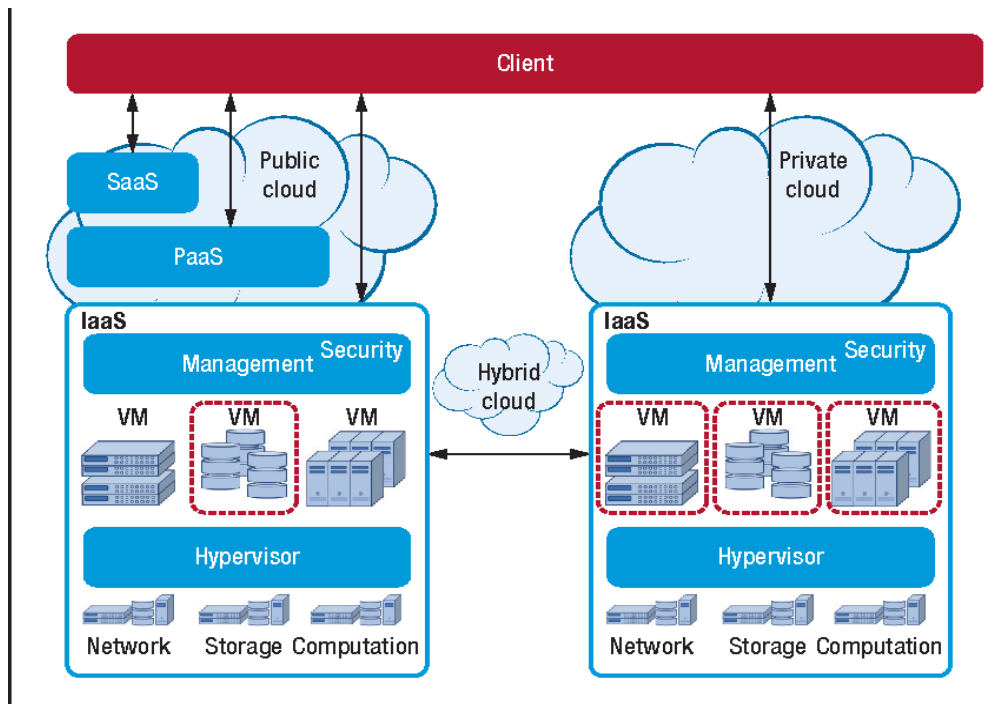 Client
Public
cloud
SaaS
PaaS
Private
cloud
IaaS
Security
Management
VM
VM
VM
Hypervisor
Network
Storage
Computation
Hybrid
cloud
IaaS
Security
Management
VM
VM
VM
Hypervisor
Network
Storage
Computation